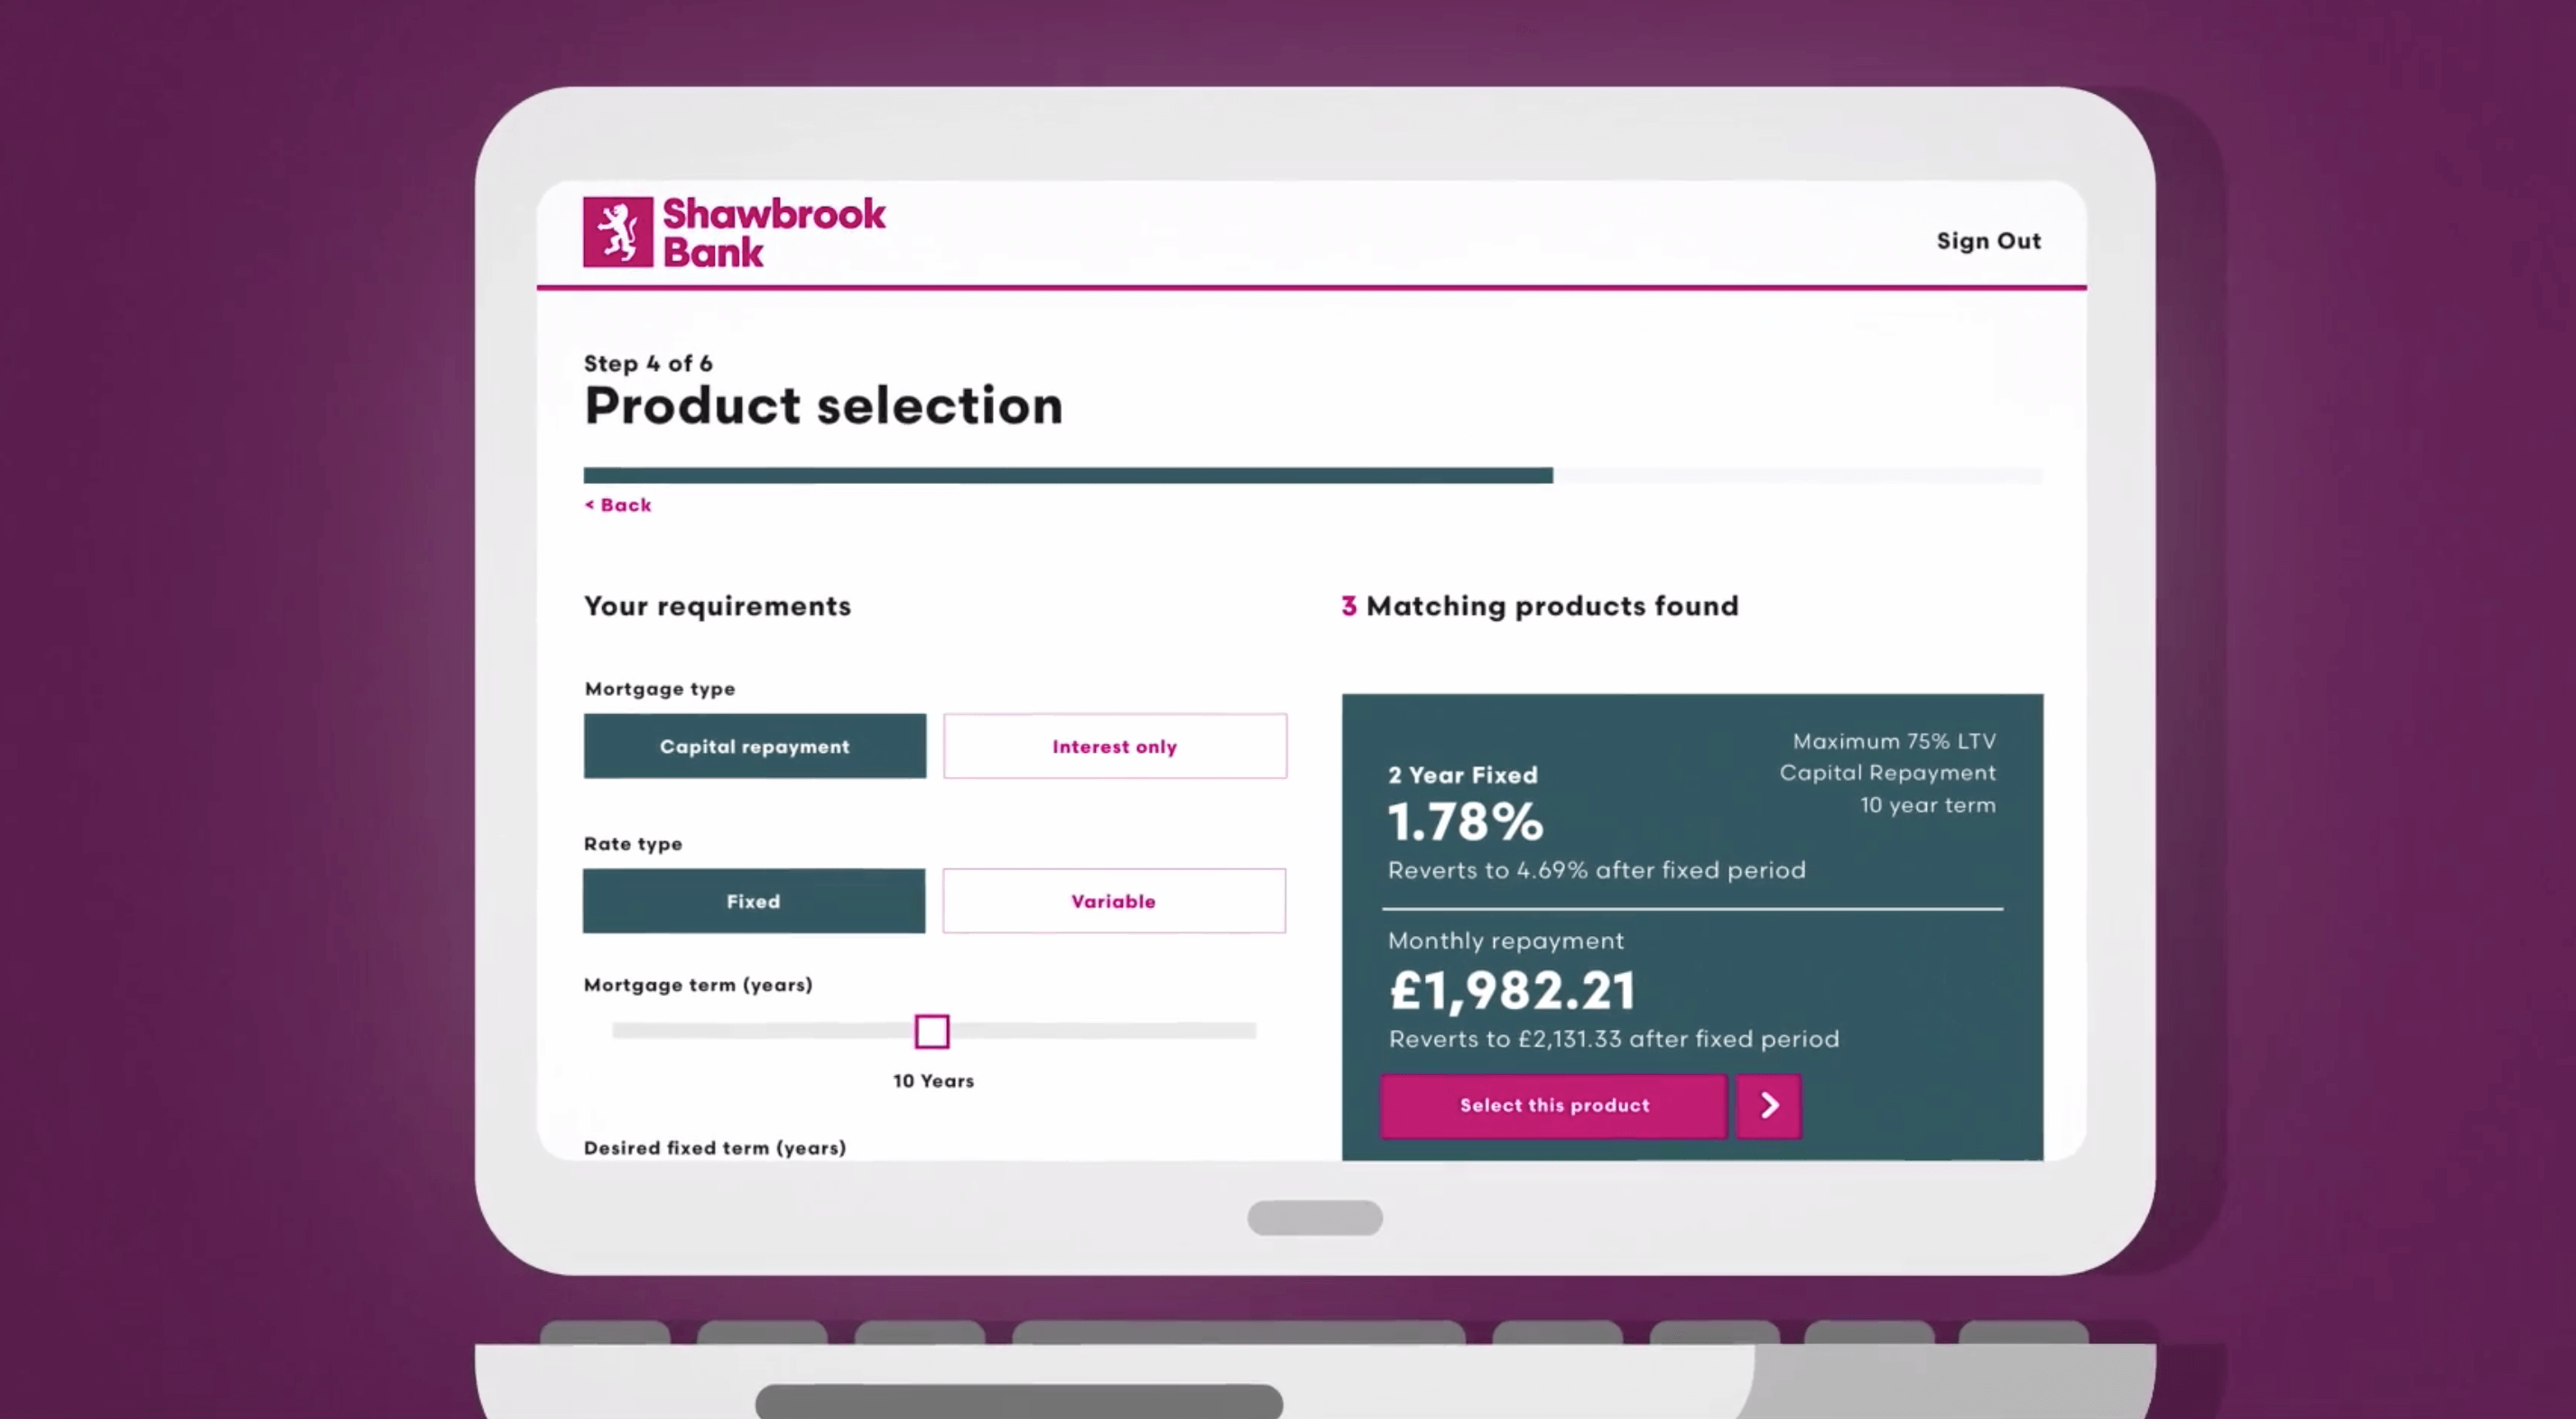 Shawbrook
Bank
Sign Out
Step 4 of 6
Product selection
< Back
Your requirements
Mortgage type
Capital repayment
Interest only
Rate type
Fixed
Variable
Mortgage term (years)
10 Years
Desired fixed term (years)
3 Matching products found
Maximum 75% LTV
Capital Repayment
10 year term
2 Year Fixed
1.78%
Reverts to 4.69% after fixed period
Monthly repayment
£1,982.21
Reverts to £2,131.33 after fixed period
Select this product